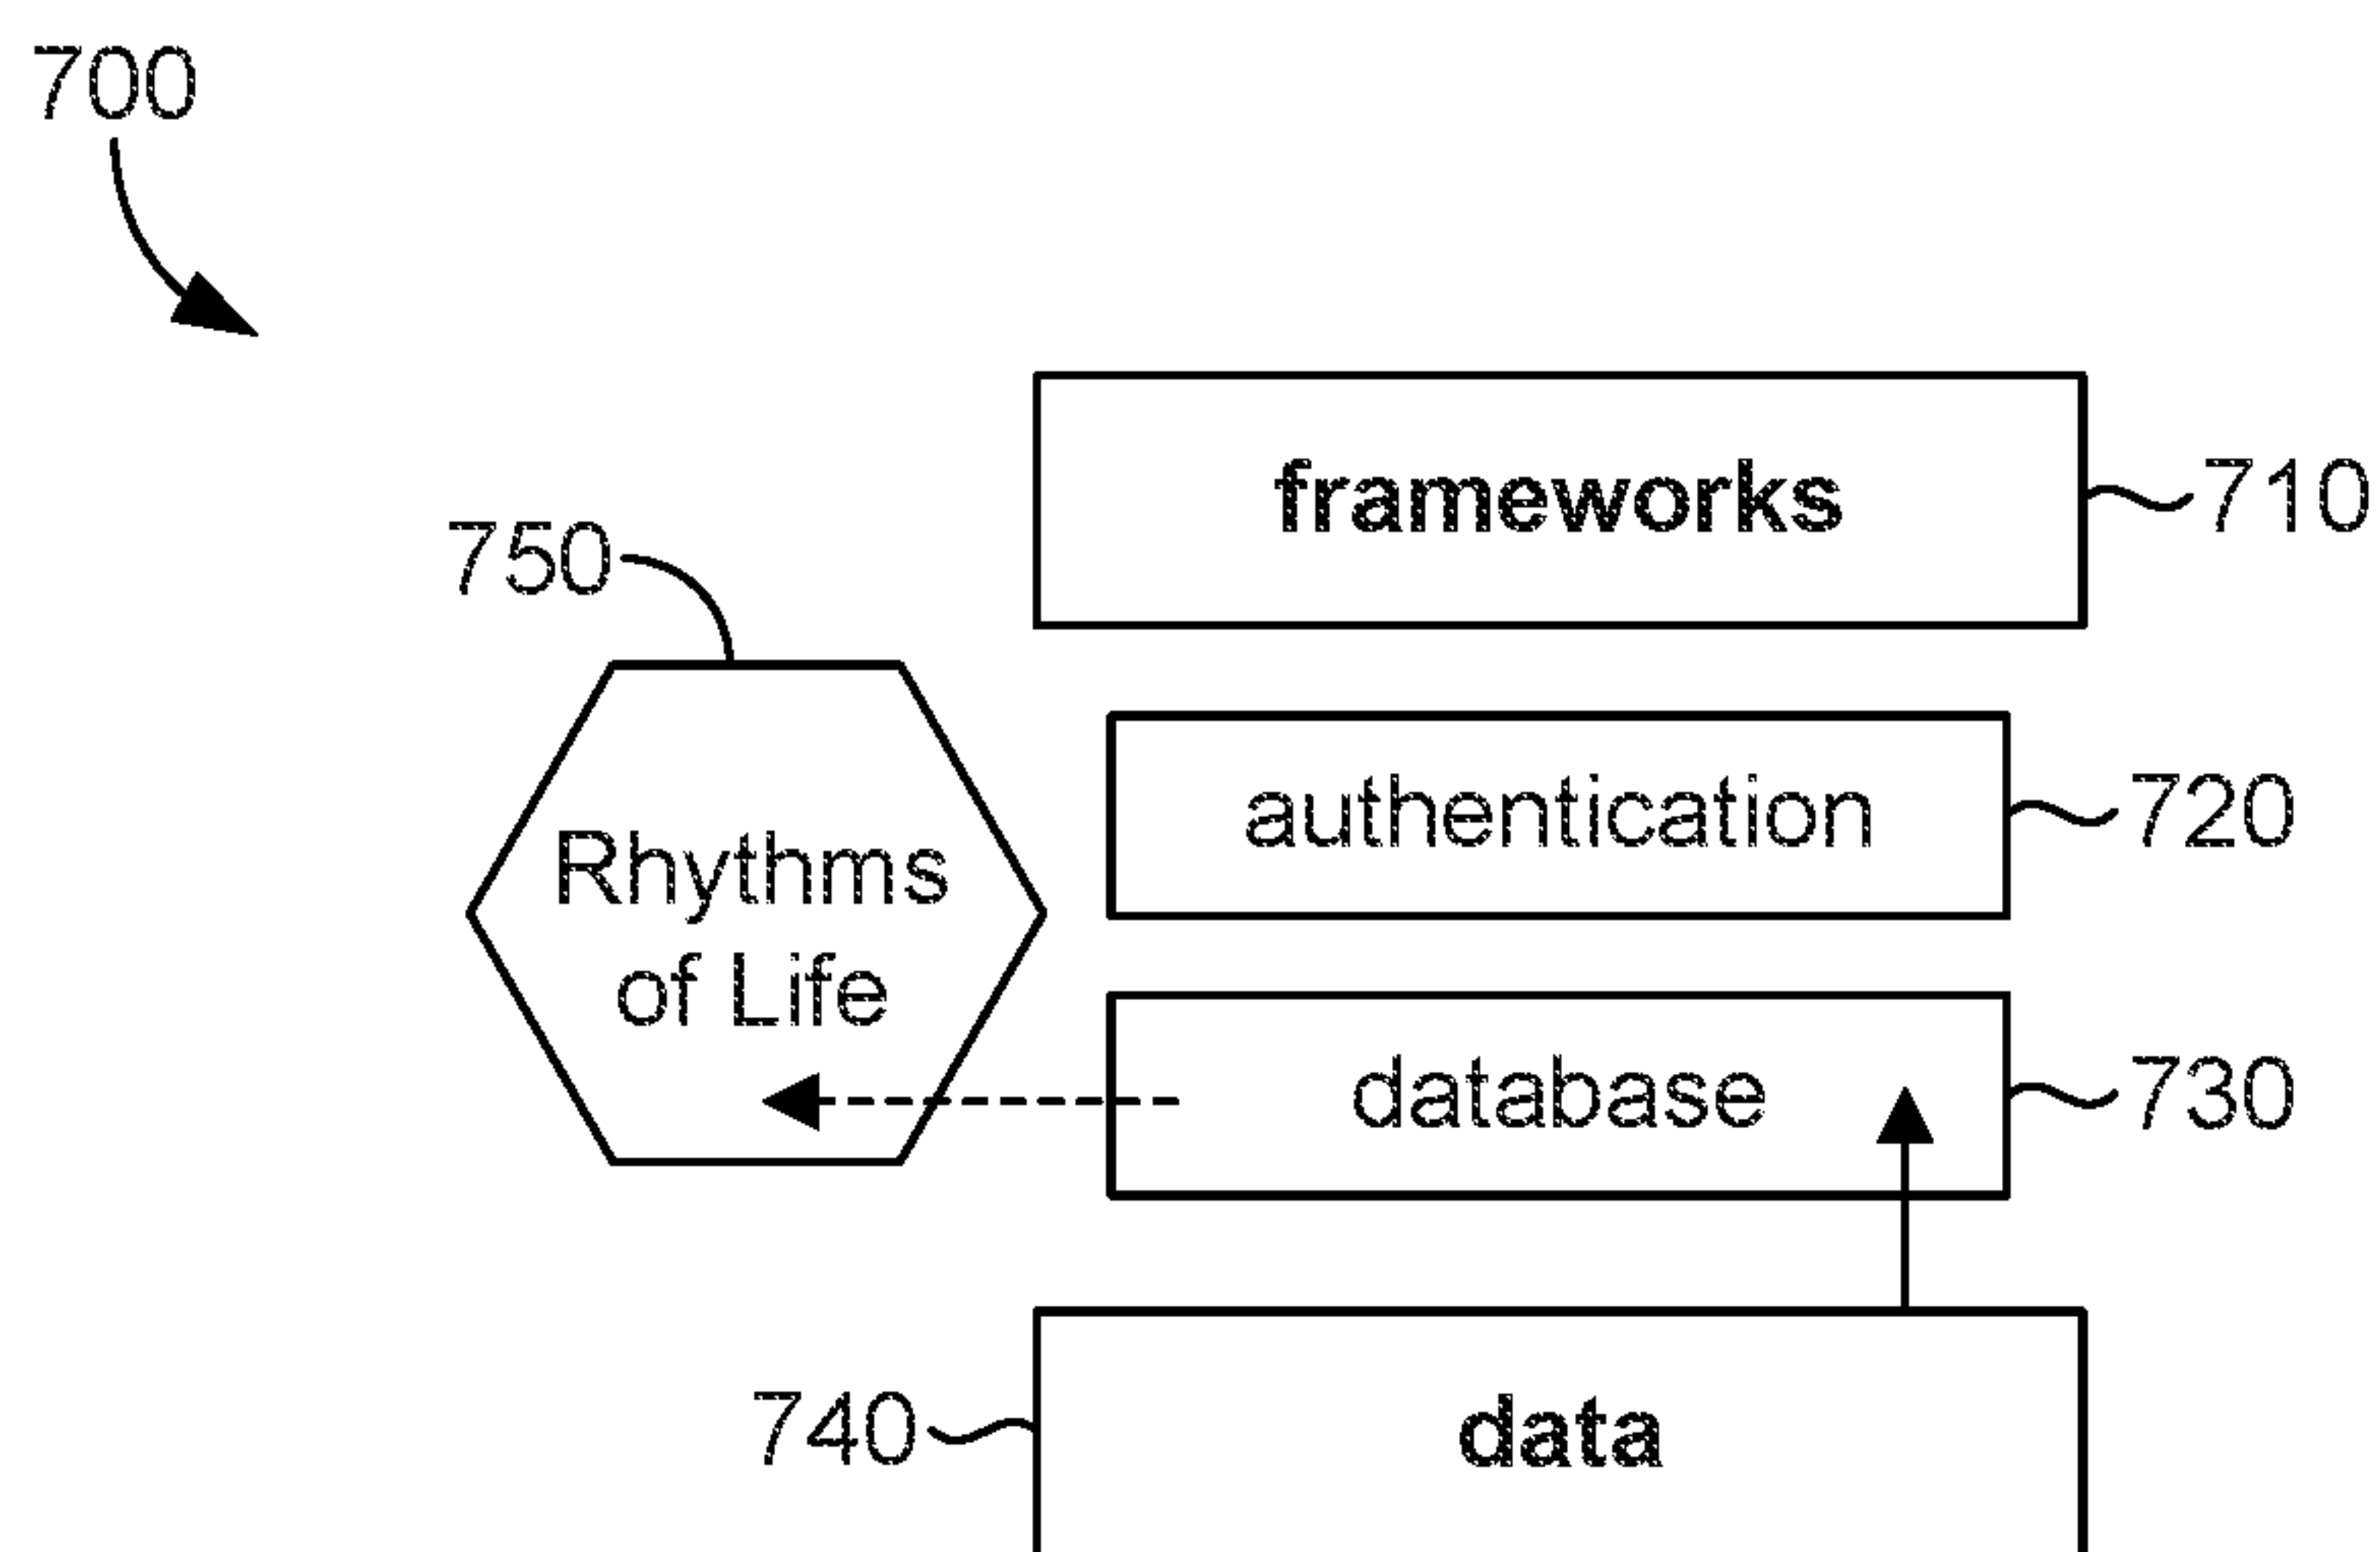 700
frameworks
710
750
authentication
720
Rhythms
of Life
database
730
740
data